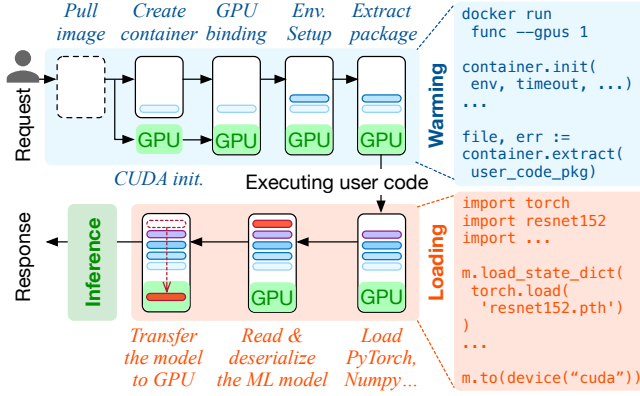 Pull
image
Create
container
GPU
binding
Env.
Setup
Extract
package
Request
GPU
GPU
GPU
GPU
CUDA init.
Warming
docker run
func --gpus 1
container.init(
env, timeout, ...)
...
file, err :=
container.extract(
user_code_pkg)
Executing user code
Response
Inference
GPU
GPU
Loading
Transfer
the model
to GPU
Read &
deserialize
the ML model
Load
PyTorch,
Numpy...
import torch
import resnet152
import ...
m.load_state_dict(
torch.load(
'resnet152.pth')
)
...
m.to(device(“cuda”))